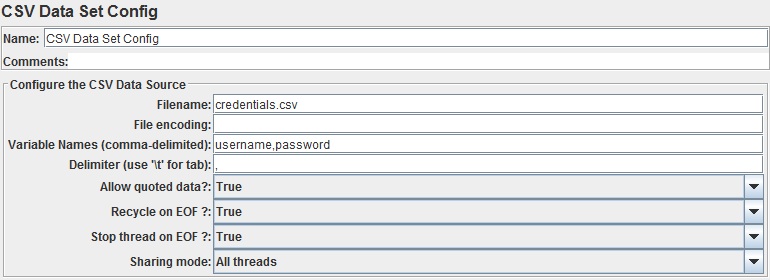 CSV Data Set Config
Name: CSV Data Set Config
Comments:
Configure the CSV Data Source
Filename: credentials.csv
File encoding:
Variable Names (comma-delimited): username,password
Delimiter (use '\t' for tab): ,
Allow quoted data?: True
Recycle on EOF ?: True
Stop thread on EOF ?: True
Sharing mode: All threads